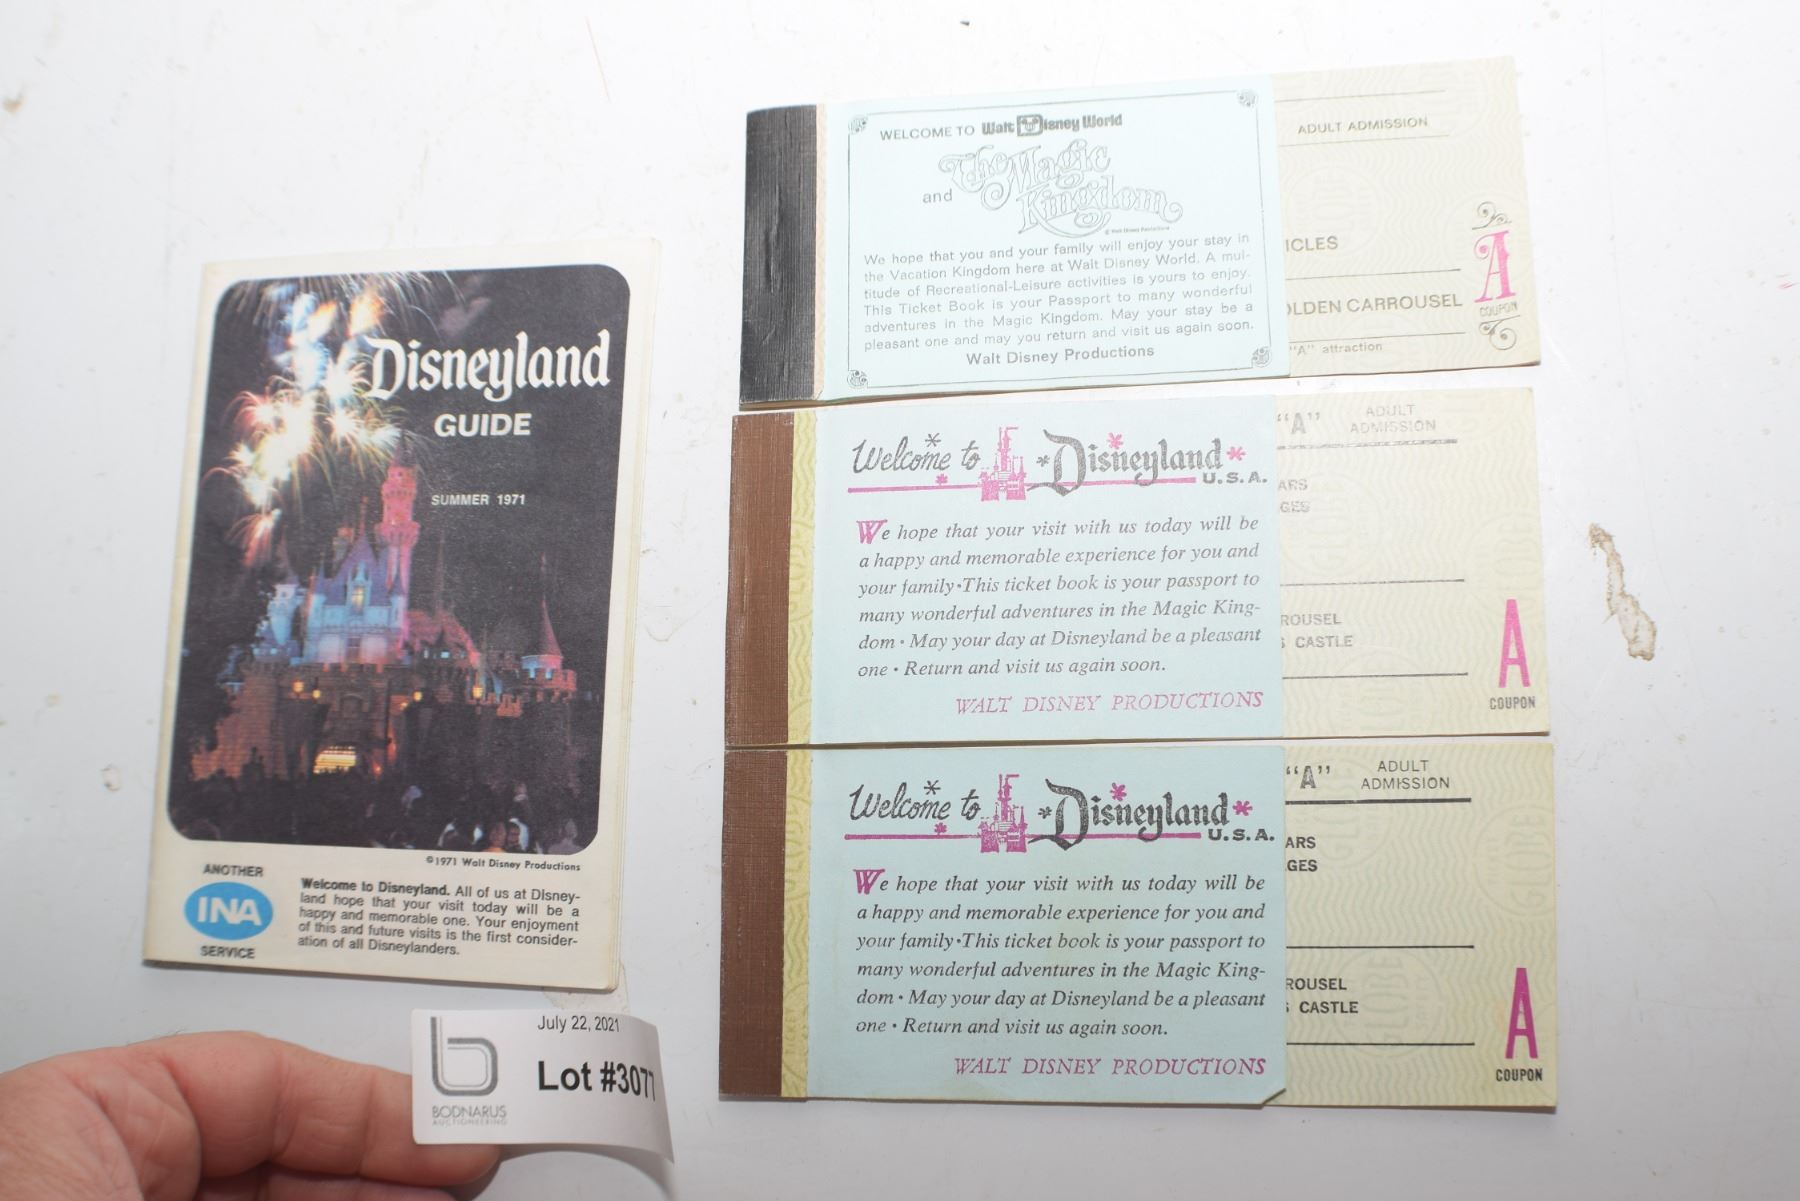 Disneyland
GUIDE
SUMMER 1971
©1971 Walt Disney Productions
ANOTHER
INA
SERVICE
Welcome to Disneyland. All of us at Disney-
land hope that your visit today will be a
happy and memorable one. Your enjoyment
of this and future visits is the first consider-
ation of all Disneylanders.
July 22, 2021
Lot #3077
BODNARUS
AUCTIONEERING
WELCOME TO Walt Disney World
and The Magic
Kingdom
© Walt Disney Productions
We hope that you and your family will enjoy your stay in
the Vacation Kingdom here at Walt Disney World. A mul-
titude of Recreational-Leisure activities is yours to enjoy.
This Ticket Book is your Passport to many wonderful
adventures in the Magic Kingdom. May your stay be a
pleasant one and may you return and visit us again soon.
Walt Disney Productions
ADULT ADMISSION
ICLES
OLDEN CARROUSEL
"A" attraction
A
COUPON
Welcome to Disneyland
U.S.A.
We hope that your visit with us today will be
a happy and memorable experience for you and
your family•This ticket book is your passport to
many wonderful adventures in the Magic King-
dom • May your day at Disneyland be a pleasant
one • Return and visit us again soon.
WALT DISNEY PRODUCTIONS
"A" ADULT
ADMISSION
ARS
GES
ROUSEL
S CASTLE
A
COUPON
Welcome to Disneyland
U.S.A.
We hope that your visit with us today will be
a happy and memorable experience for you and
your family•This ticket book is your passport to
many wonderful adventures in the Magic King-
dom • May your day at Disneyland be a pleasant
one • Return and visit us again soon.
WALT DISNEY PRODUCTIONS
"A" ADULT
ADMISSION
ARS
GES
ROUSEL
S CASTLE
A
COUPON